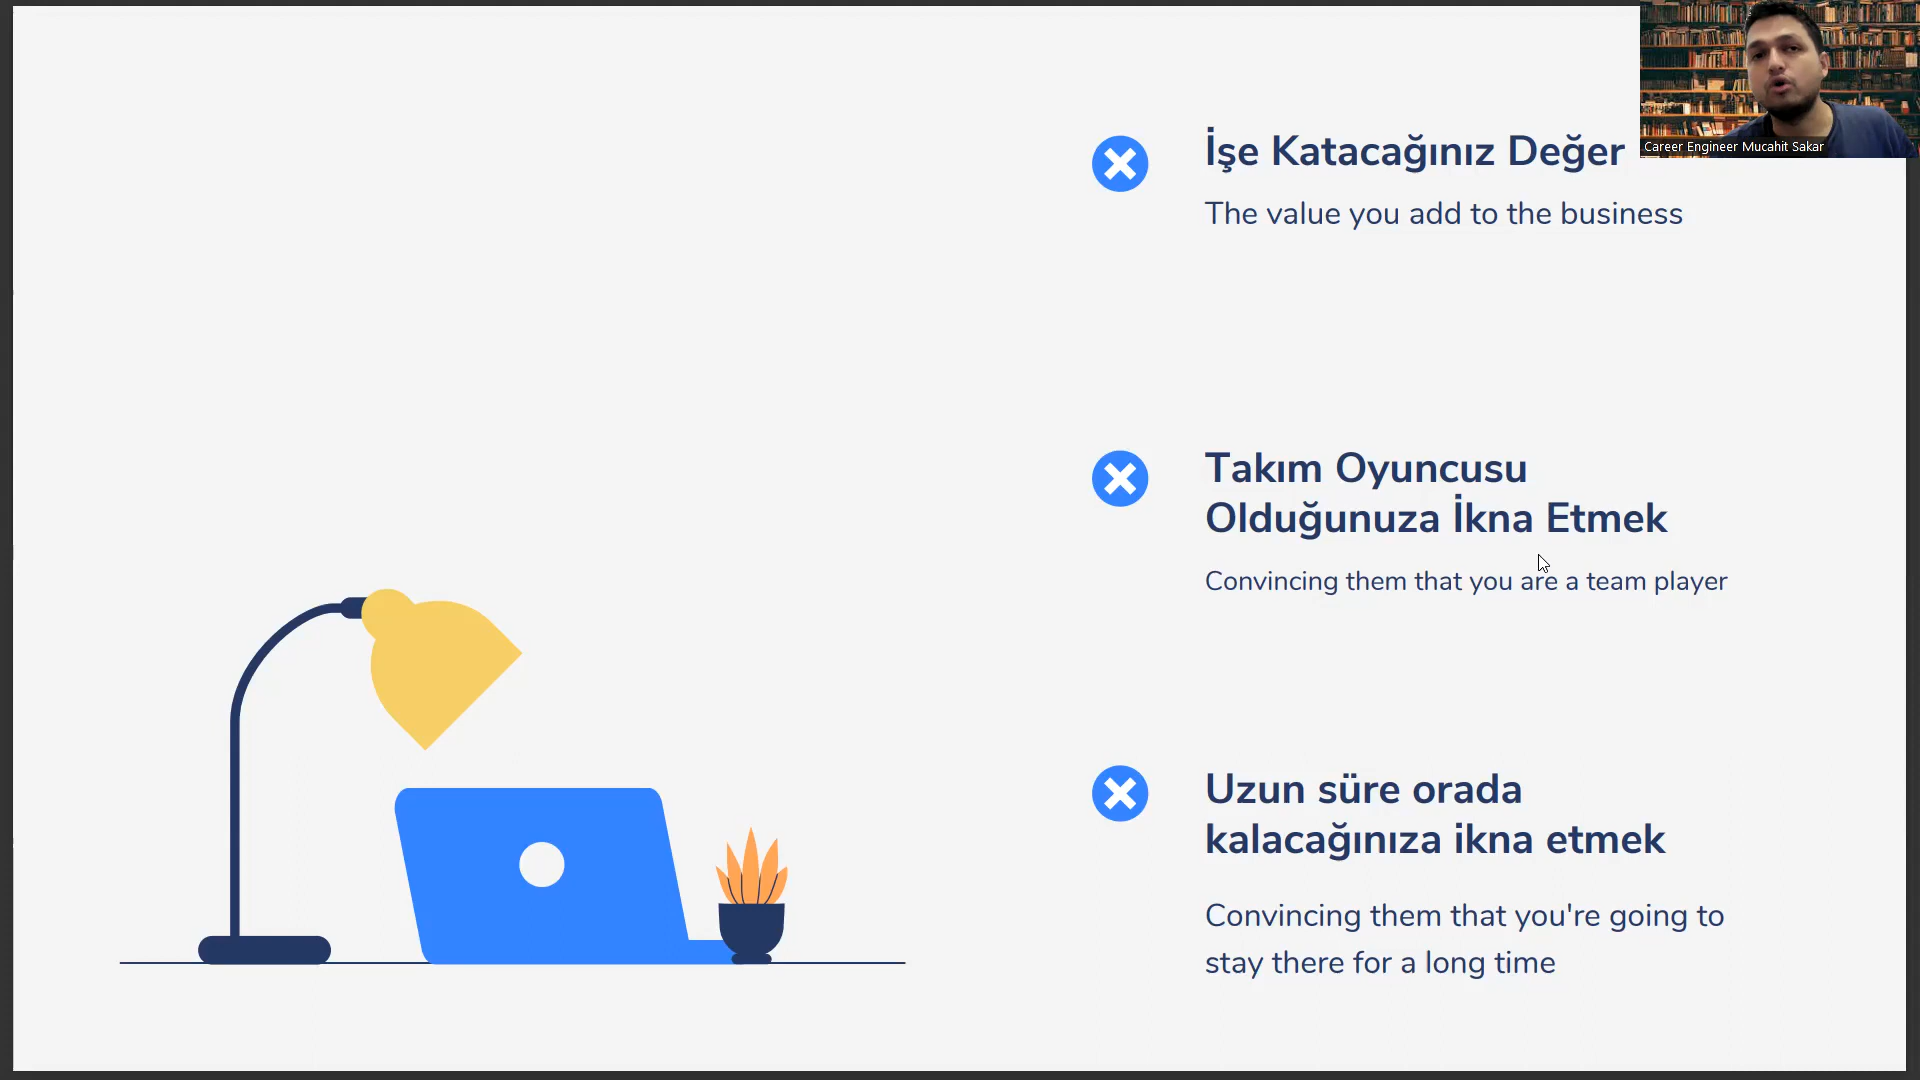 İşe Katacağınız Değer
The value you add to the business
Career Engineer Mucahit Sakar
Takım Oyuncusu
Olduğunuza İkna Etmek
Convincing them that you are a team player
Uzun süre orada
kalacağınıza ikna etmek
Convincing them that you're going to
stay there for a long time